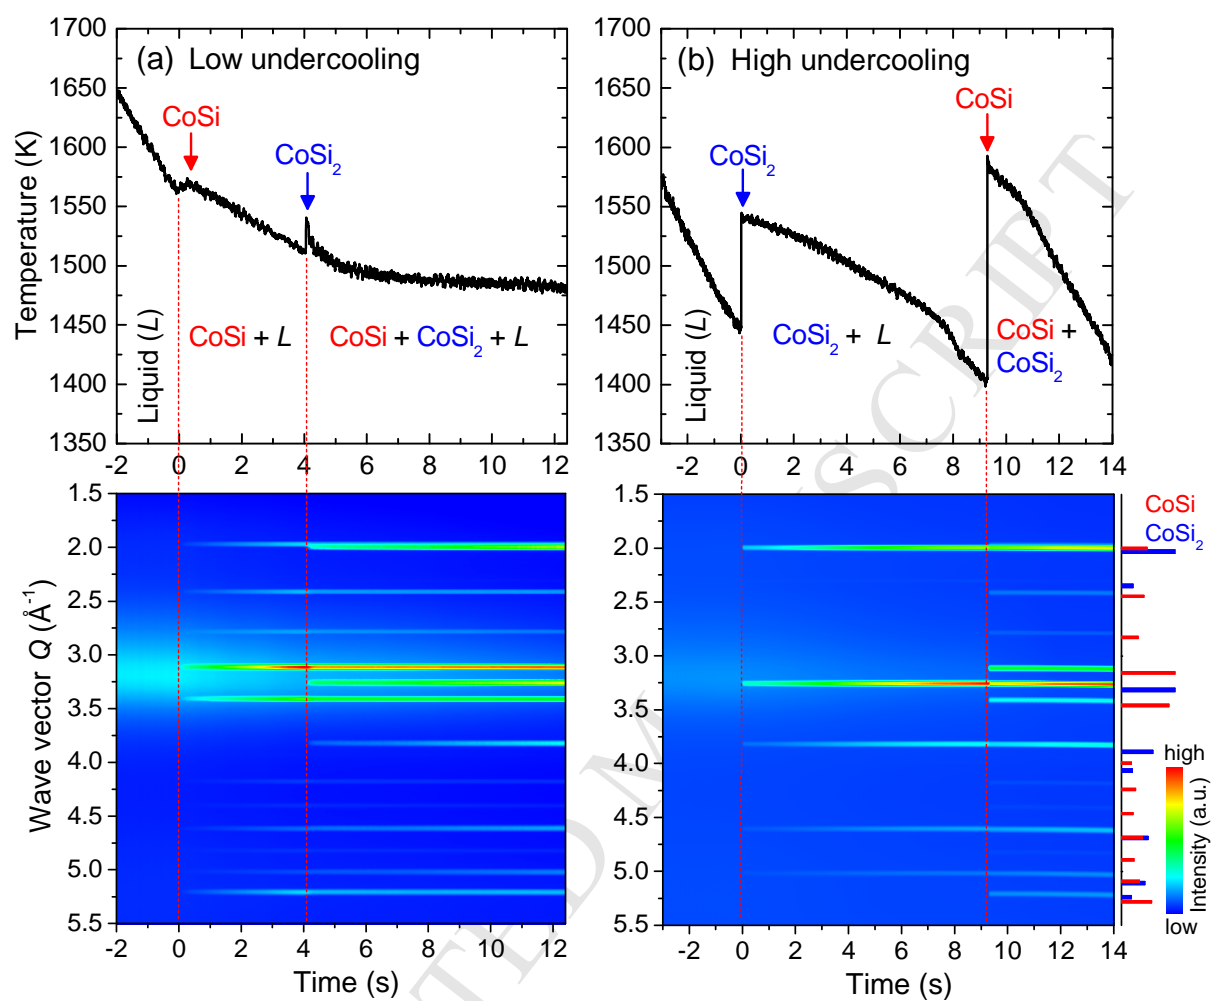 (a) Low undercooling
(b) High undercooling
1700
1650
1600
1550
1500
1450
1400
1350
Temperature (K)
CoSi
CoSi2
Liquid (L)
CoSi + L
CoSi + CoSi2 + L
-2 0 2 4 6 8 10 12
1700
1650
1600
1550
1500
1450
1400
1350
CoSi2
CoSi
Liquid (L)
CoSi2 + L
CoSi +
CoSi2
-2 0 2 4 6 8 10 12 14
1.5
2.0
2.5
3.0
3.5
4.0
4.5
5.0
5.5
Wave vector Q (Å-1)
-2 0 2 4 6 8 10 12
Time (s)
1.5
2.0
2.5
3.0
3.5
4.0
4.5
5.0
5.5
-2 0 2 4 6 8 10 12 14
Time (s)
CoSi
CoSi2
high
Intensity (a.u.)
low